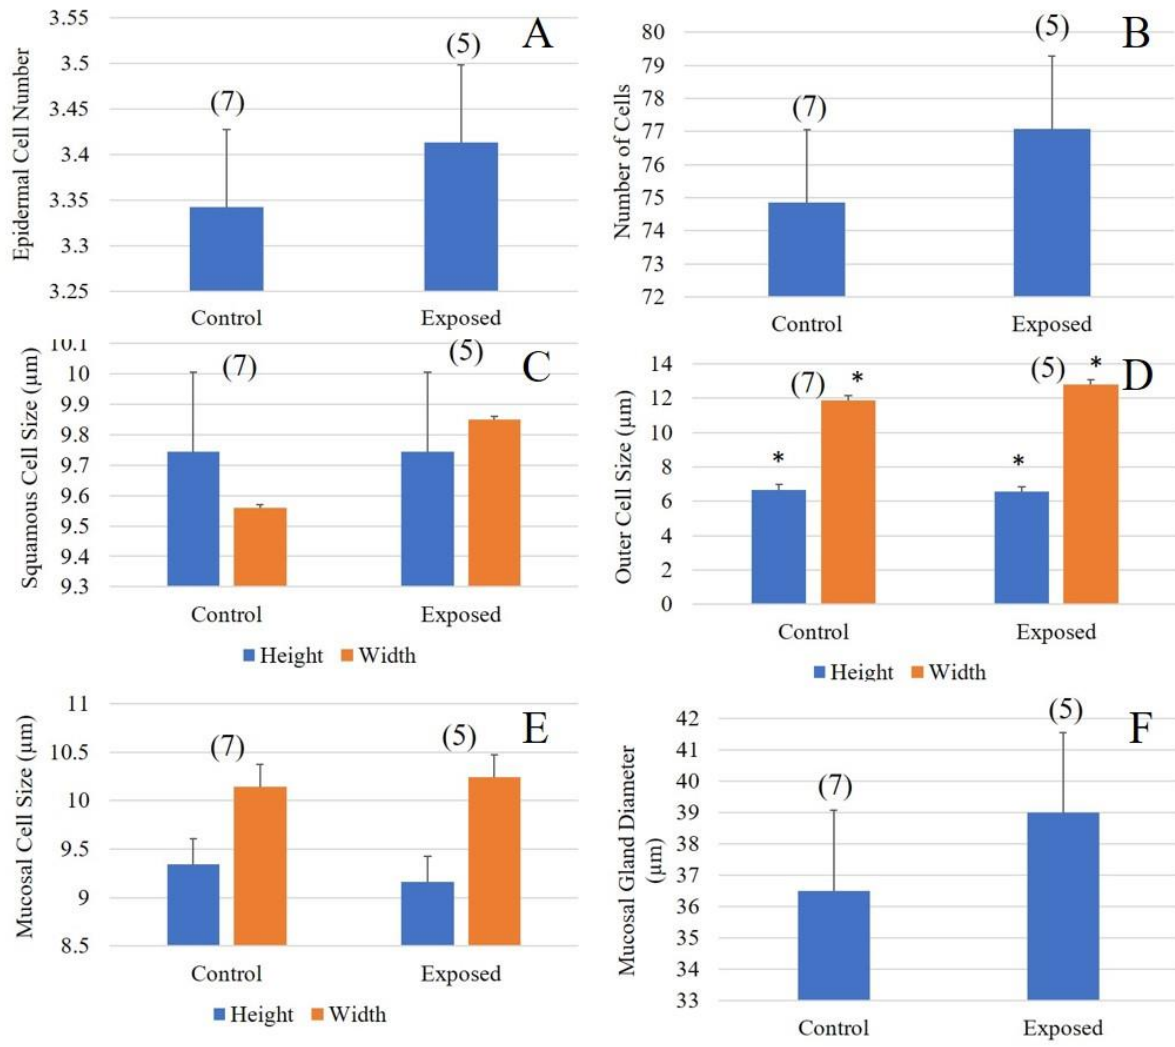 A
Epidermal Cell Number
3.55
3.5
3.45
3.4
3.35
3.3
3.25
(7)
(5)
Control
Exposed
B
Number of Cells
80
79
78
77
76
75
74
73
72
(7)
(5)
Control
Exposed
C
Squamous Cell Size (μm)
10.1
10
9.9
9.8
9.7
9.6
9.5
9.4
9.3
(7)
(5)
Control
Exposed
Height
Width
D
Outer Cell Size (μm)
14
12
10
8
6
4
2
0
(7)
*
(5)
*
*
*
Control
Exposed
Height
Width
E
Mucosal Cell Size (μm)
11
10.5
10
9.5
9
8.5
(7)
(5)
Control
Exposed
Height
Width
F
Mucosal Gland Diameter
(μm)
42
41
40
39
38
37
36
35
34
33
(7)
(5)
Control
Exposed